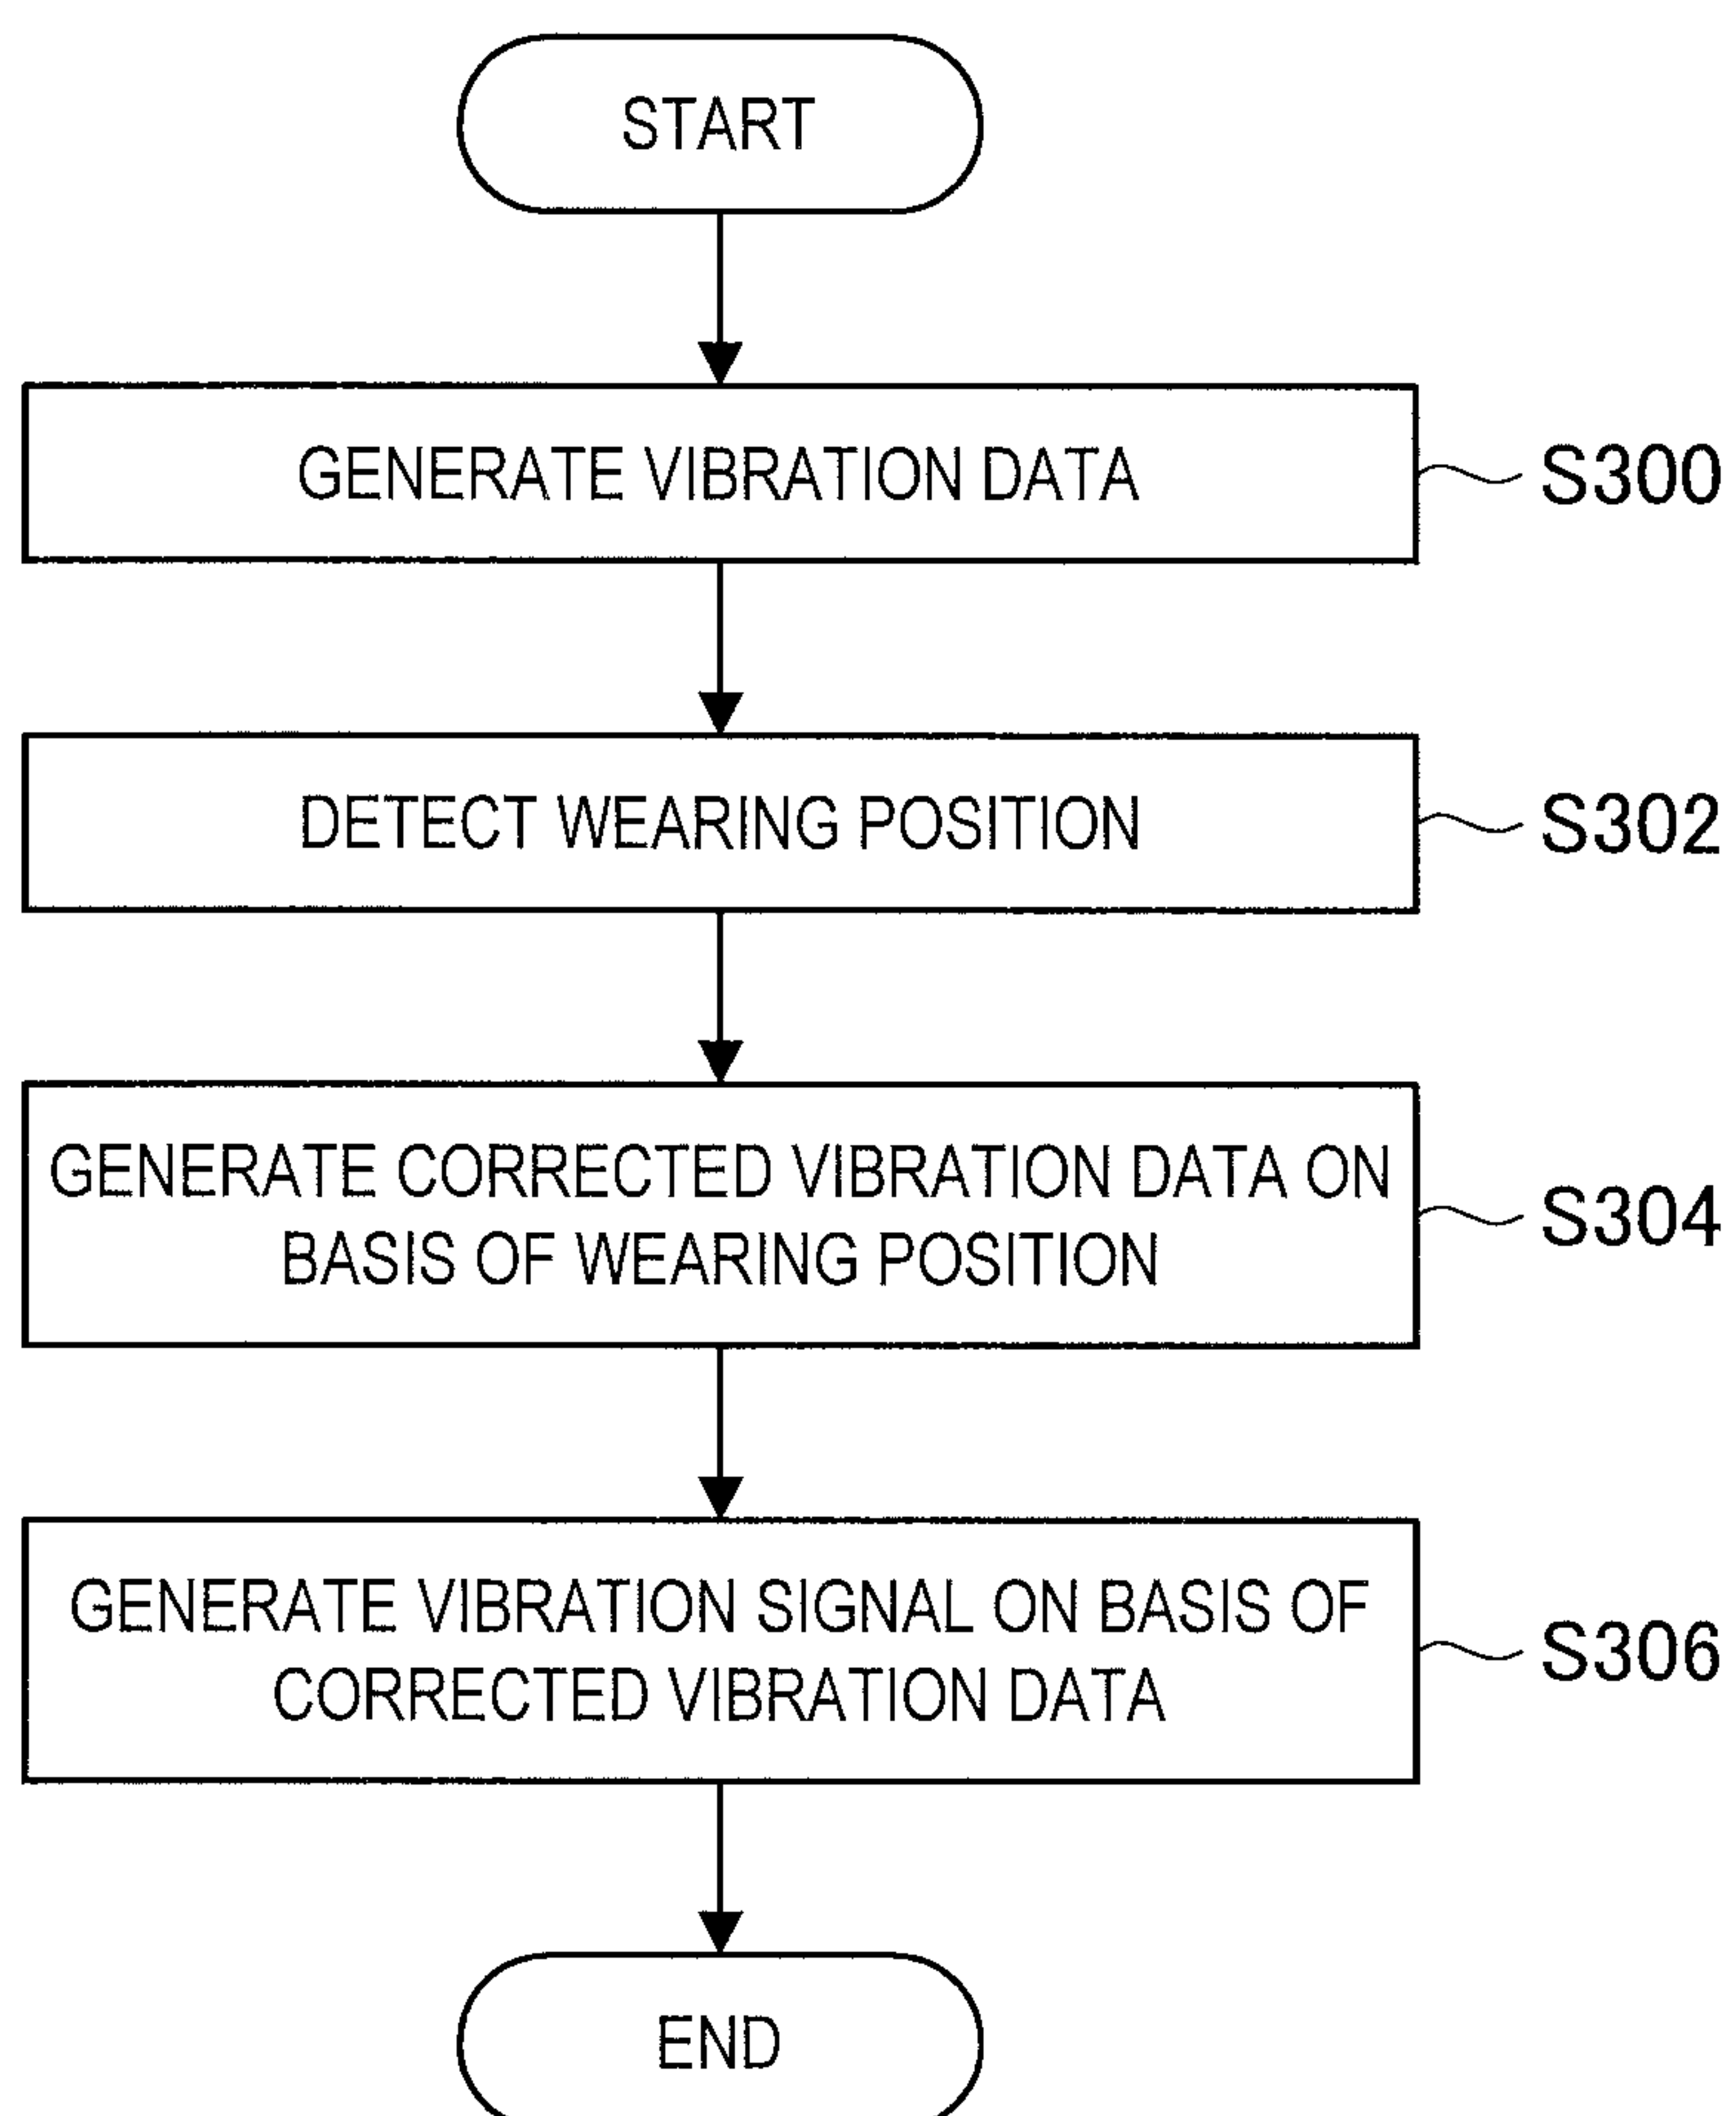 START
GENERATE VIBRATION DATA
S300
DETECT WEARING POSITION
S302
GENERATE CORRECTED VIBRATION DATA ON
BASIS OF WEARING POSITION
S304
GENERATE VIBRATION SIGNAL ON BASIS OF
CORRECTED VIBRATION DATA
S306
END